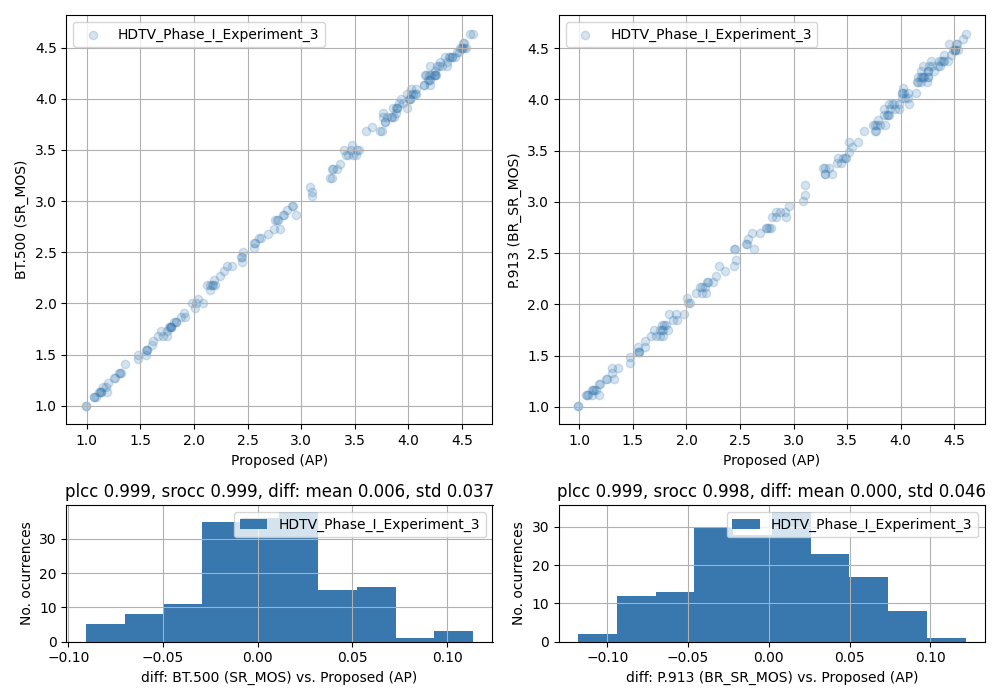 HDTV_Phase_I_Experiment_3
4.5
4.0
3.5
3.0
2.5
2.0
1.5
1.0
BT.500 (SR_MOS)
1.0 1.5 2.0 2.5 3.0 3.5 4.0 4.5
Proposed (AP)
HDTV_Phase_I_Experiment_3
4.5
4.0
3.5
3.0
2.5
2.0
1.5
1.0
P.913 (BR_SR_MOS)
1.0 1.5 2.0 2.5 3.0 3.5 4.0 4.5
Proposed (AP)
plcc 0.999, srocc 0.999, diff: mean 0.006, std 0.037
HDTV_Phase_I_Experiment_3
30
20
10
0
No. ocurrences
−0.10 −0.05 0.00 0.05 0.10
diff: BT.500 (SR_MOS) vs. Proposed (AP)
plcc 0.999, srocc 0.998, diff: mean 0.000, std 0.046
HDTV_Phase_I_Experiment_3
30
20
10
0
No. ocurrences
−0.10 −0.05 0.00 0.05 0.10
diff: P.913 (BR_SR_MOS) vs. Proposed (AP)